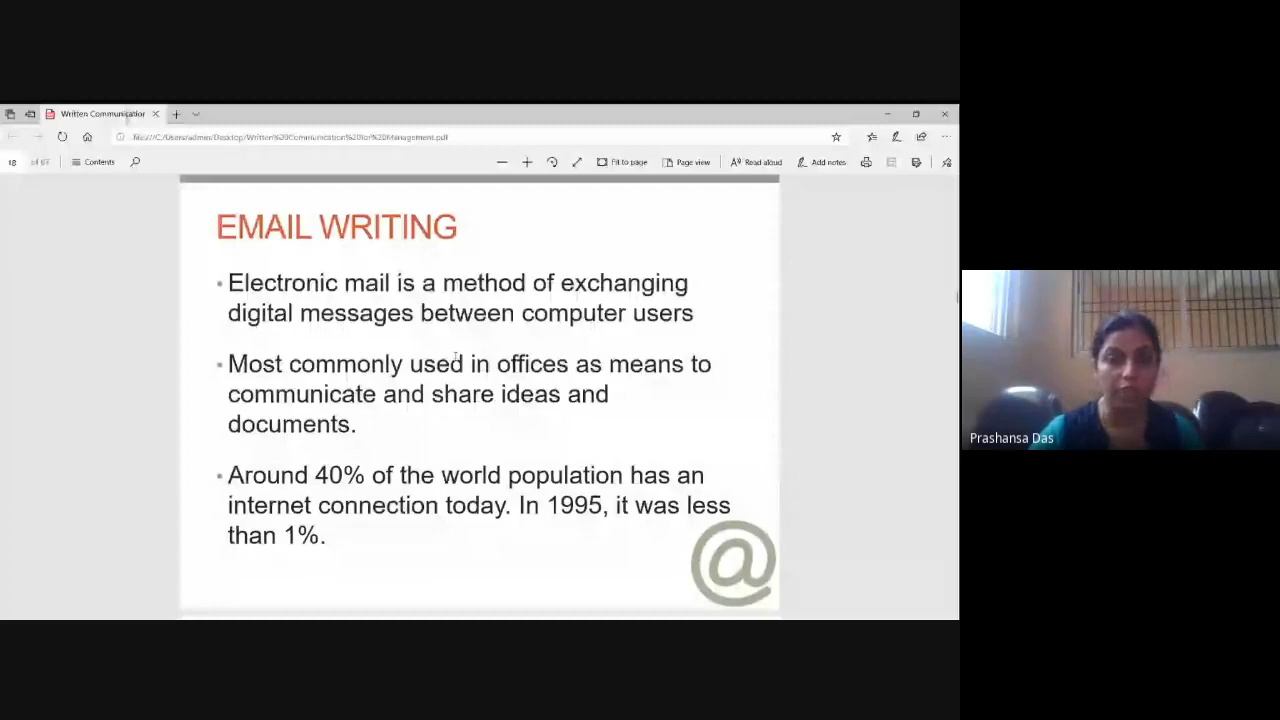 Written Communication
file:///C:/Users/admin/Desktop/Written%20Communication%20for%20Management.pdf
18
Contents
Fit to page
Page view
Read aloud
Add notes
EMAIL WRITING
• Electronic mail is a method of exchanging
digital messages between computer users
• Most commonly used in offices as means to
communicate and share ideas and
documents.
• Around 40% of the world population has an
internet connection today. In 1995, it was less
than 1%.
@
Prashansa Das